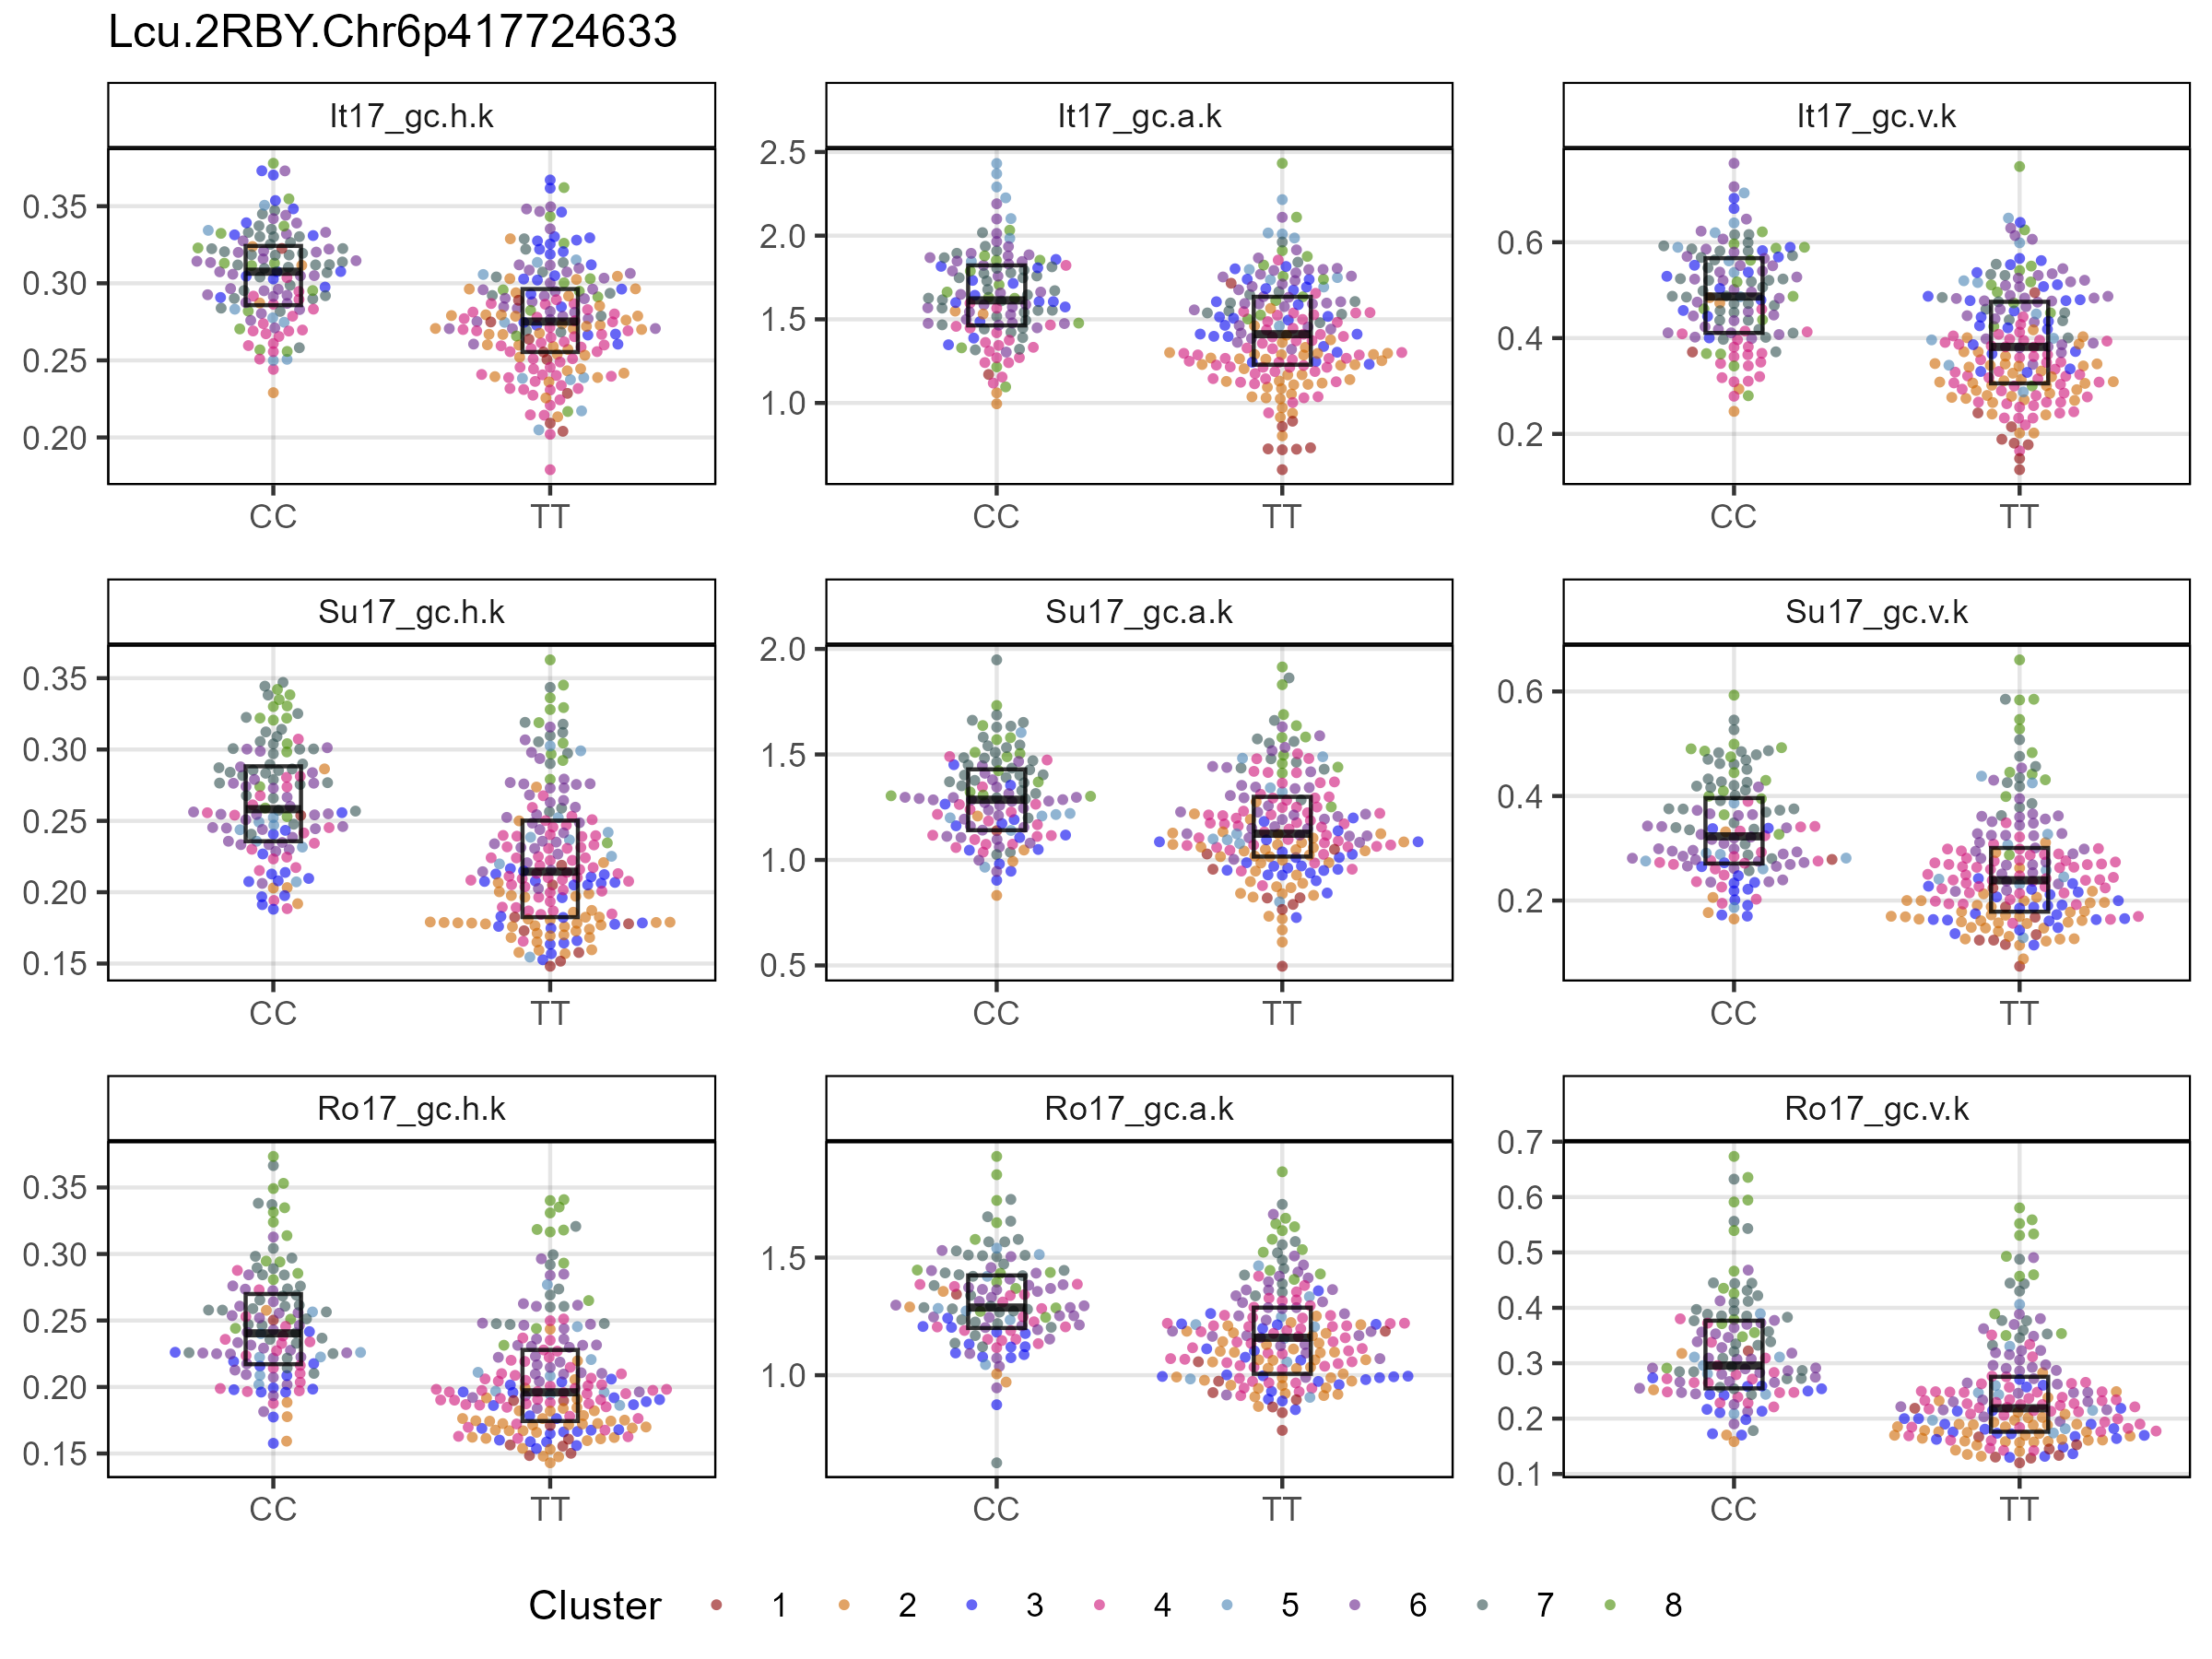 Lcu.2RBY.Chr6p417724633
It17_gc.h.k
It17_gc.a.k
It17_gc.v.k
0.35
0.30
0.25
0.20
CC TT
2.5
2.0
1.5
1.0
CC TT
0.6
0.4
0.2
CC TT
Su17_gc.h.k
Su17_gc.a.k
Su17_gc.v.k
0.35
0.30
0.25
0.20
0.15
CC TT
2.0
1.5
1.0
0.5
CC TT
0.6
0.4
0.2
CC TT
Ro17_gc.h.k
Ro17_gc.a.k
Ro17_gc.v.k
0.35
0.30
0.25
0.20
0.15
CC TT
1.5
1.0
CC TT
0.7
0.6
0.5
0.4
0.3
0.2
0.1
CC TT
Cluster 1 2 3 4 5 6 7 8